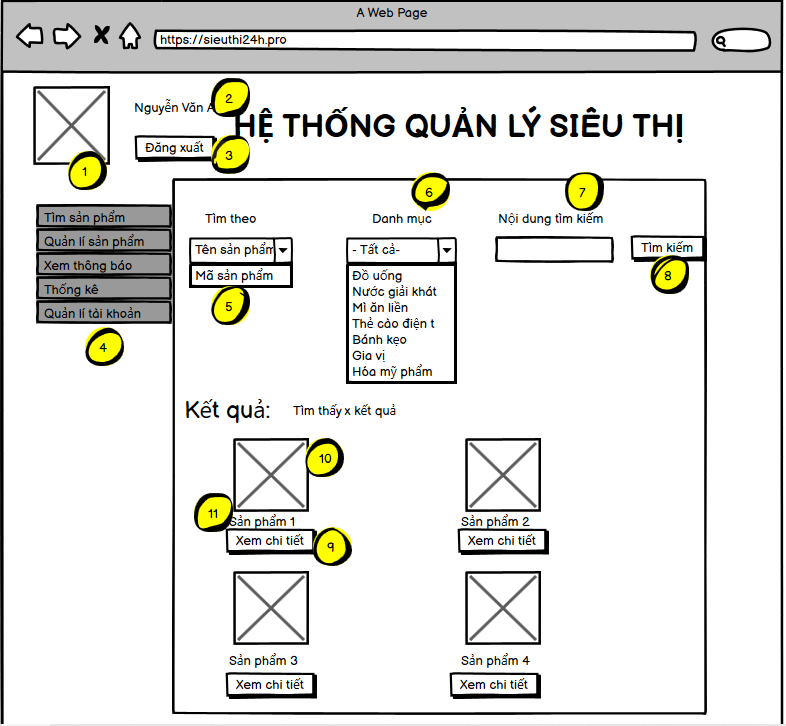 A Web Page
https://sieuthi24h.pro
Nguyễn Văn A
2
HỆ THỐNG QUẢN LÝ SIÊU THỊ
Đăng xuất
3
1
6
7
Tìm sản phẩm
Quản lí sản phẩm
Xem thông báo
Thống kê
Quản lí tài khoản
4
Tìm theo
Danh mục
Nội dung tìm kiếm
Tên sản phẩm
- Tất cả-
Tìm kiếm
8
Mã sản phẩm
5
Đồ uống
Nước giải khát
Mì ăn liền
Thẻ cào điện t
Bánh kẹo
Gia vị
Hóa mỹ phẩm
Kết quả:
Tìm thấy x kết quả
10
11
Sản phẩm 1
Sản phẩm 2
Xem chi tiết
9
Xem chi tiết
Sản phẩm 3
Sản phẩm 4
Xem chi tiết
Xem chi tiết